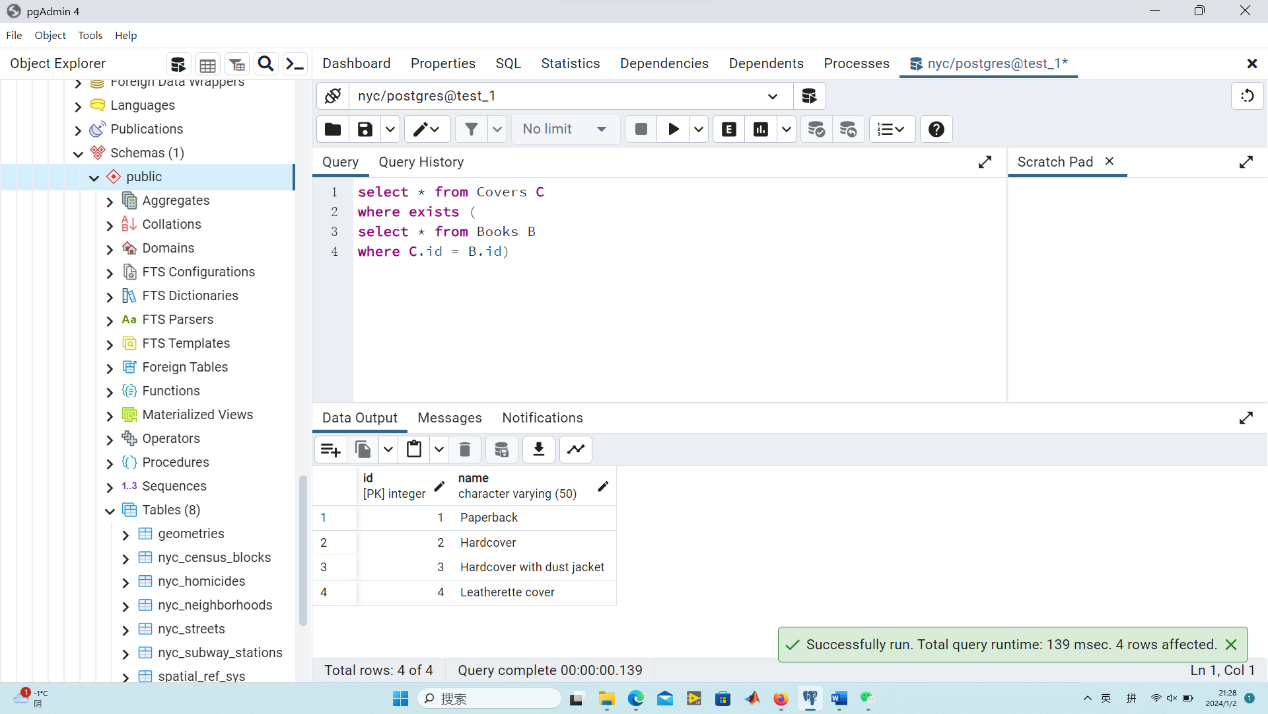 pgAdmin 4
File Object Tools Help
Object Explorer
Dashboard Properties SQL Statistics Dependencies Dependents Processes nyc/postgres@test_1*
Foreign Data Wrappers
Languages
Publications
Schemas (1)
public
Aggregates
Collations
Domains
FTS Configurations
FTS Dictionaries
FTS Parsers
FTS Templates
Foreign Tables
Functions
Materialized Views
Operators
Procedures
1..3 Sequences
Tables (8)
geometries
nyc_census_blocks
nyc_homicides
nyc_neighborhoods
nyc_streets
nyc_subway_stations
spatial_ref_sys
nyc/postgres@test_1
No limit
Query Query History
Scratch Pad
1 select * from Covers C
2 where exists (
3 select * from Books B
4 where C.id = B.id)
Data Output Messages Notifications
id name
[PK] integer character varying (50)
1 1 Paperback
2 2 Hardcover
3 3 Hardcover with dust jacket
4 4 Leatherette cover
Successfully run. Total query runtime: 139 msec. 4 rows affected.
Total rows: 4 of 4 Query complete 00:00:00.139 Ln 1, Col 1
1 -1°C
阴
搜索
英 拼
21:28
2024/1/2
1